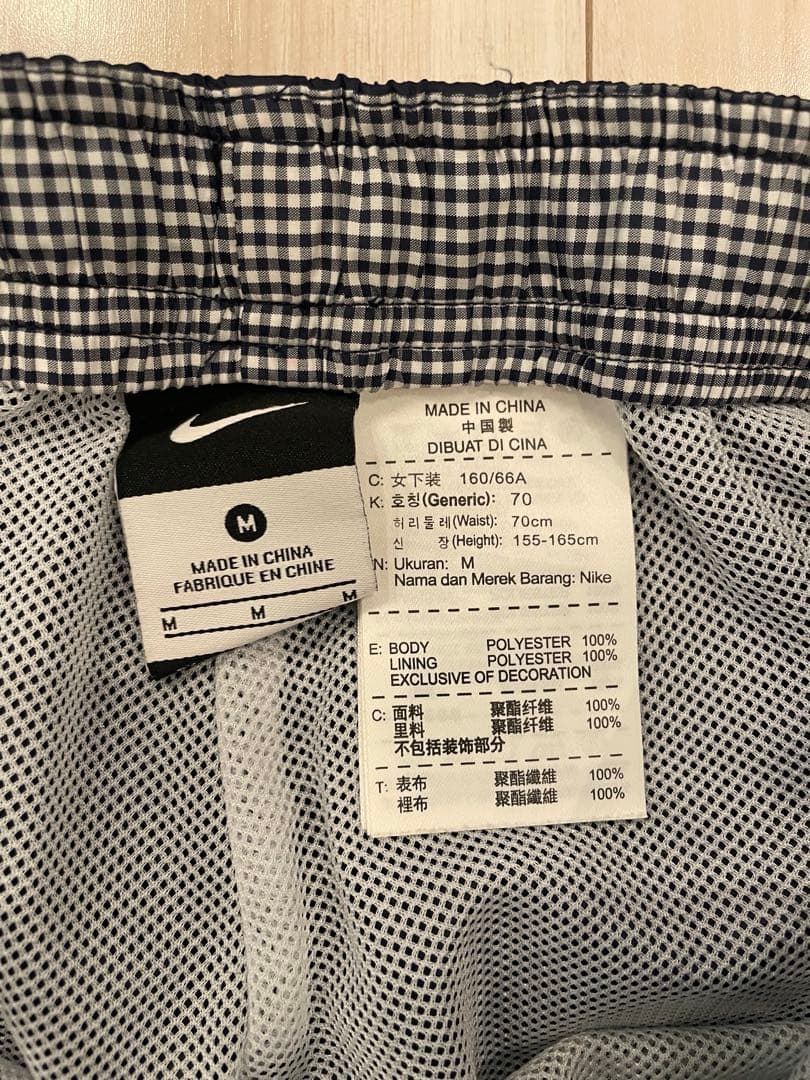 M
MADE IN CHINA
FABRIQUE EN CHINE
M M M
MADE IN CHINA
中国製
DIBUAT DI CINA
C: 女下装 160/66A
K: 호칭(Generic): 70
허리둘레(Waist): 70cm
신 장(Height): 155-165cm
N: Ukuran: M
Nama dan Merek Barang: Nike
E: BODY POLYESTER 100%
LINING POLYESTER 100%
EXCLUSIVE OF DECORATION
C: 面料 聚酯纤维 100%
里料 聚酯纤维 100%
不包括装饰部分
T: 表布 聚酯纖維 100%
裡布 聚酯纖維 100%